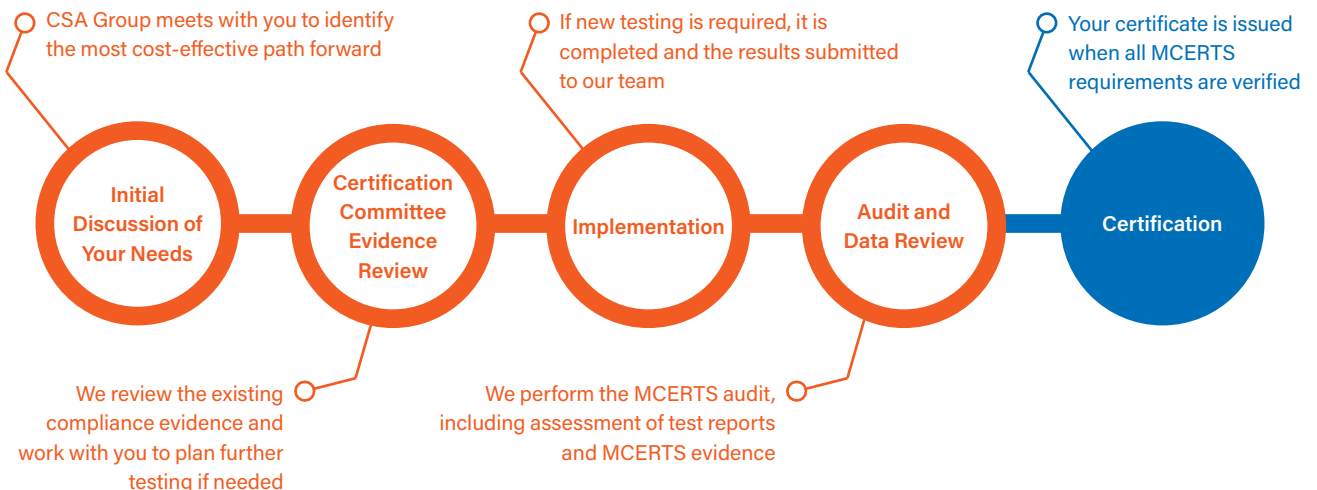 CSA Group meets with you to identify
the most cost-effective path forward
If new testing is required, it is
completed and the results submitted
to our team
Your certificate is issued
when all MCERTS
requirements are verified
Initial
Discussion of
Your Needs
Certification
Committee
Evidence
Review
Implementation
Audit and
Data Review
Certification
We review the existing
compliance evidence and
work with you to plan further
testing if needed
We perform the MCERTS audit,
including assessment of test reports
and MCERTS evidence